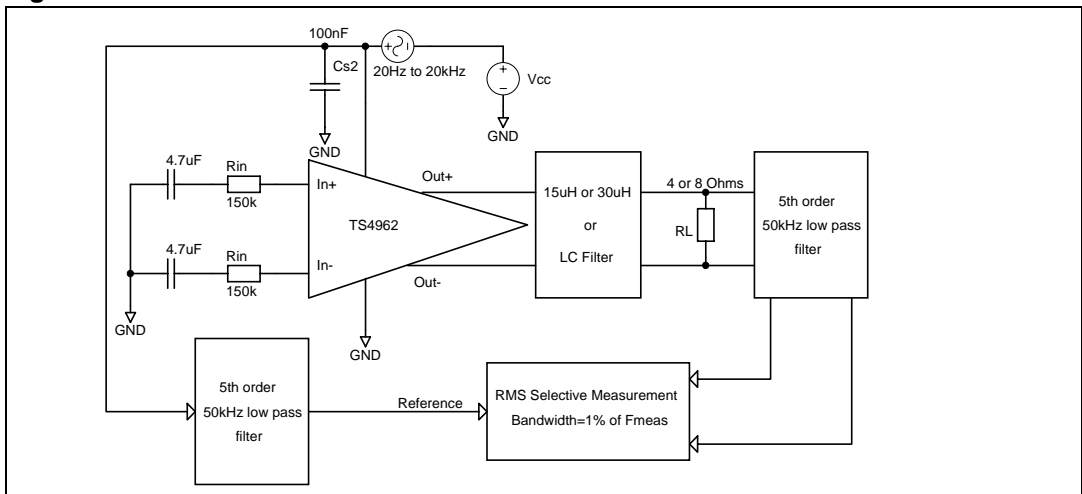 100nF
Cs2
20Hz to 20kHz
Vcc
GND
GND
4.7uF
Rin
150k
In+
Out+
TS4962
4.7uF
Rin
150k
In-
Out-
GND
GND
15uH or 30uH
or
LC Filter
4 or 8 Ohms
RL
5th order
50kHz low pass
filter
5th order
50kHz low pass
filter
Reference
RMS Selective Measurement
Bandwidth=1% of Fmeas